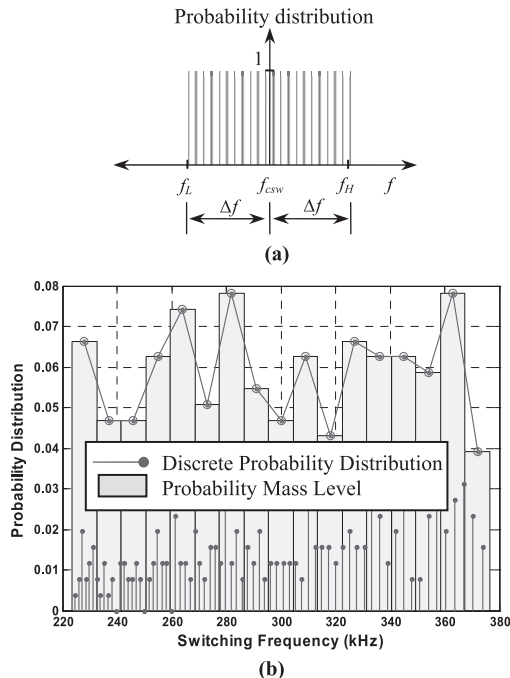 Probability distribution
1
f_L f_csw f_H f
Δf Δf
(a)
Probability Distribution
0.08
0.07
0.06
0.05
0.04
0.03
0.02
0.01
0
Discrete Probability Distribution
Probability Mass Level
220 240 260 280 300 320 340 360 380
Switching Frequency (kHz)
(b)